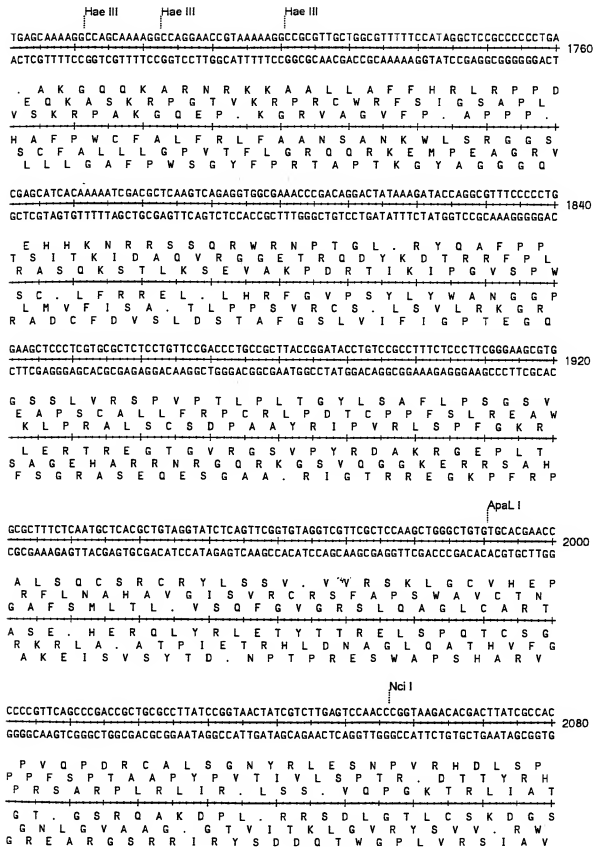 Hae III Hae III Hae III
TGAGCAAAAGGCCAGCAAAAGGCCAGGAACCGTAAAAAGGCCGCGTTGCTGGCGTTTTTCCATAGGCTCCGCCCCCCTGA
1760
ACTCGTTTTCCGGTCGTTTTCCGGTCCTTGGCATTTTTCCGGCGCAACGACCGCAAAAAGGTATCCGAGGCGGGGGGACT
. A K G Q Q K A R N R K K A A L L A F F H R L R P P D
E Q K A S K R P G T V K R P R C W R F S I G S A P L
V S K R P A K G Q E P . K G R V A G V F P . A P P P .
H A F P W C F A L F R L F A A N S A N K W L S R G G S
S C F A L L L G P V T F L G R Q Q R K E M P E A G R V
L L L G A F P W S G Y F P R T A P T K G Y A G G G Q
CGAGCATCACAAAAATCGACGCTCAAGTCAGAGGTGGCGAAACCCGACAGGACTATAAAGATACCAGGCGTTTCCCCCTG
1840
GCTCGTAGTGTTTTTAGCTGCGAGTTCAGTCTCCACCGCTTTGGGCTGTCCTGATATTTCTATGGTCCGCAAAGGGGGAC
E H H K N R R S S Q R W R N P T G L . R Y Q A F P P
T S I T K I D A Q V R G G E T R Q D Y K D T R R F P L
R A S Q K S T L K S E V A K P D R T I K I P G V S P W
S C . L F R R E L . L H R F G V P S Y L Y W A N G G P
L M V F I S A . T L P P S V R C S . L S V L R K G R
R A D C F D V S L D S T A F G S L V I F I G P T E G Q
GAAGCTCCCTCGTGCGCTCTCCTGTTCCGACCCTGCCGCTTACCGGATACCTGTCCGCCTTTCTCCCTTCGGGAAGCGTG
1920
CTTCGAGGGAGCACGCGAGAGGACAAGGCTGGGACGGCGAATGGCCTATGGACAGGCGGAAAGAGGGAAGCCCTTCGCAC
G S S L V R S P V P T L P L T G Y L S A F L P S G S V
E A P S C A L L F R P C R L P D T C P P F S L R E A W
K L P R A L S C S D P A A Y R I P V R L S P F G K R
L E R T R E G T G V R G S V P Y R D A K R G E P L T
S A G E H A R R N R G Q R K G S V Q G G K E R R S A H
F S G R A S E Q E S G A A . R I G T R R E G K P F R P
ApaL I
GCGCTTTCTCAATGCTCACGCTGTAGGTATCTCAGTTCGGTGTAGGTCGTTCGCTCCAAGCTGGGCTGTGTGCACGAACC
2000
CGCGAAAGAGTTACGAGTGCGACATCCATAGAGTCAAGCCACATCCAGCAAGCGAGGTTCGACCCGACACACGTGCTTGG
A L S Q C S R C R Y L S S V . V V R S K L G C V H E P
R F L N A H A V G I S V R C R S F A P S W A V C T N
G A F S M L T L . V S Q F G V G R S L Q A G L C A R T
A S E . H E R Q L Y R L E T Y T T R E L S P Q T C S G
R K R L A . A T P I E T R H L D N A G L Q A T H V F G
A K E I S V S Y T D . N P T P R E S W A P S H A R V
Nci I
CCCCGTTCAGCCCGACCGCTGCGCCTTATCCGGTAACTATCGTCTTGAGTCCAACCCGGTAAGACACGACTTATCGCCAC
2080
GGGGCAAGTCGGGCTGGCGACGCGGAATAGGCCATTGATAGCAGAACTCAGGTTGGGCCATTCTGTGCTGAATAGCGGTG
P V Q P D R C A L S G N Y R L E S N P V R H D L S P
P P F S P T A A P Y P V T I V L S P T R . D T T Y R H
P R S A R P L R L I R . L S S . V Q P G K T R L I A T
G T . G S R Q A K D P L . R R S D L G T L C S K D G S
G N L G V A A G . G T V I T K L G V R Y S V V . R W
G R E A R G S R R I R Y S D D Q T W G P L V R S I A V